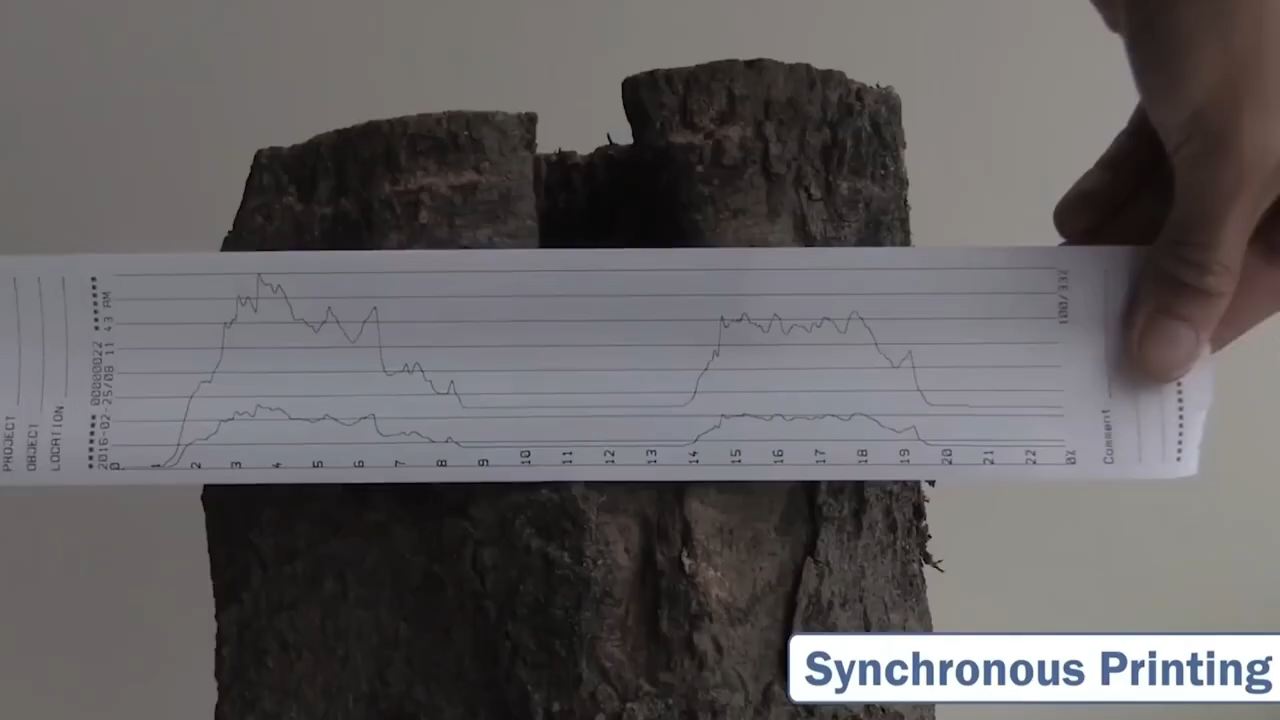 PROJECT
OBJECT
LOCATION
******* 00000022 *******
2016-02-25/08 11 43 AM
0 1 2 3 4 5 6 7 8 9 10 11 12 13 14 15 16 17 18 19 20 21 22 0%
100/33%
Comment
Synchronous Printing